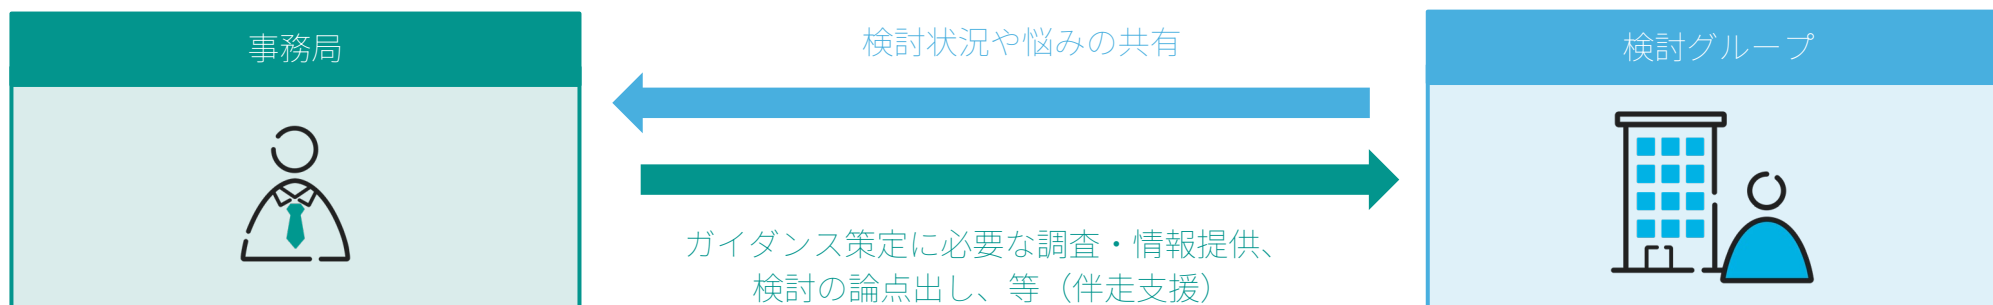 事務局
検討状況や悩みの共有
検討グループ
ガイダンス策定に必要な調査・情報提供、
検討の論点出し、等（伴走支援）